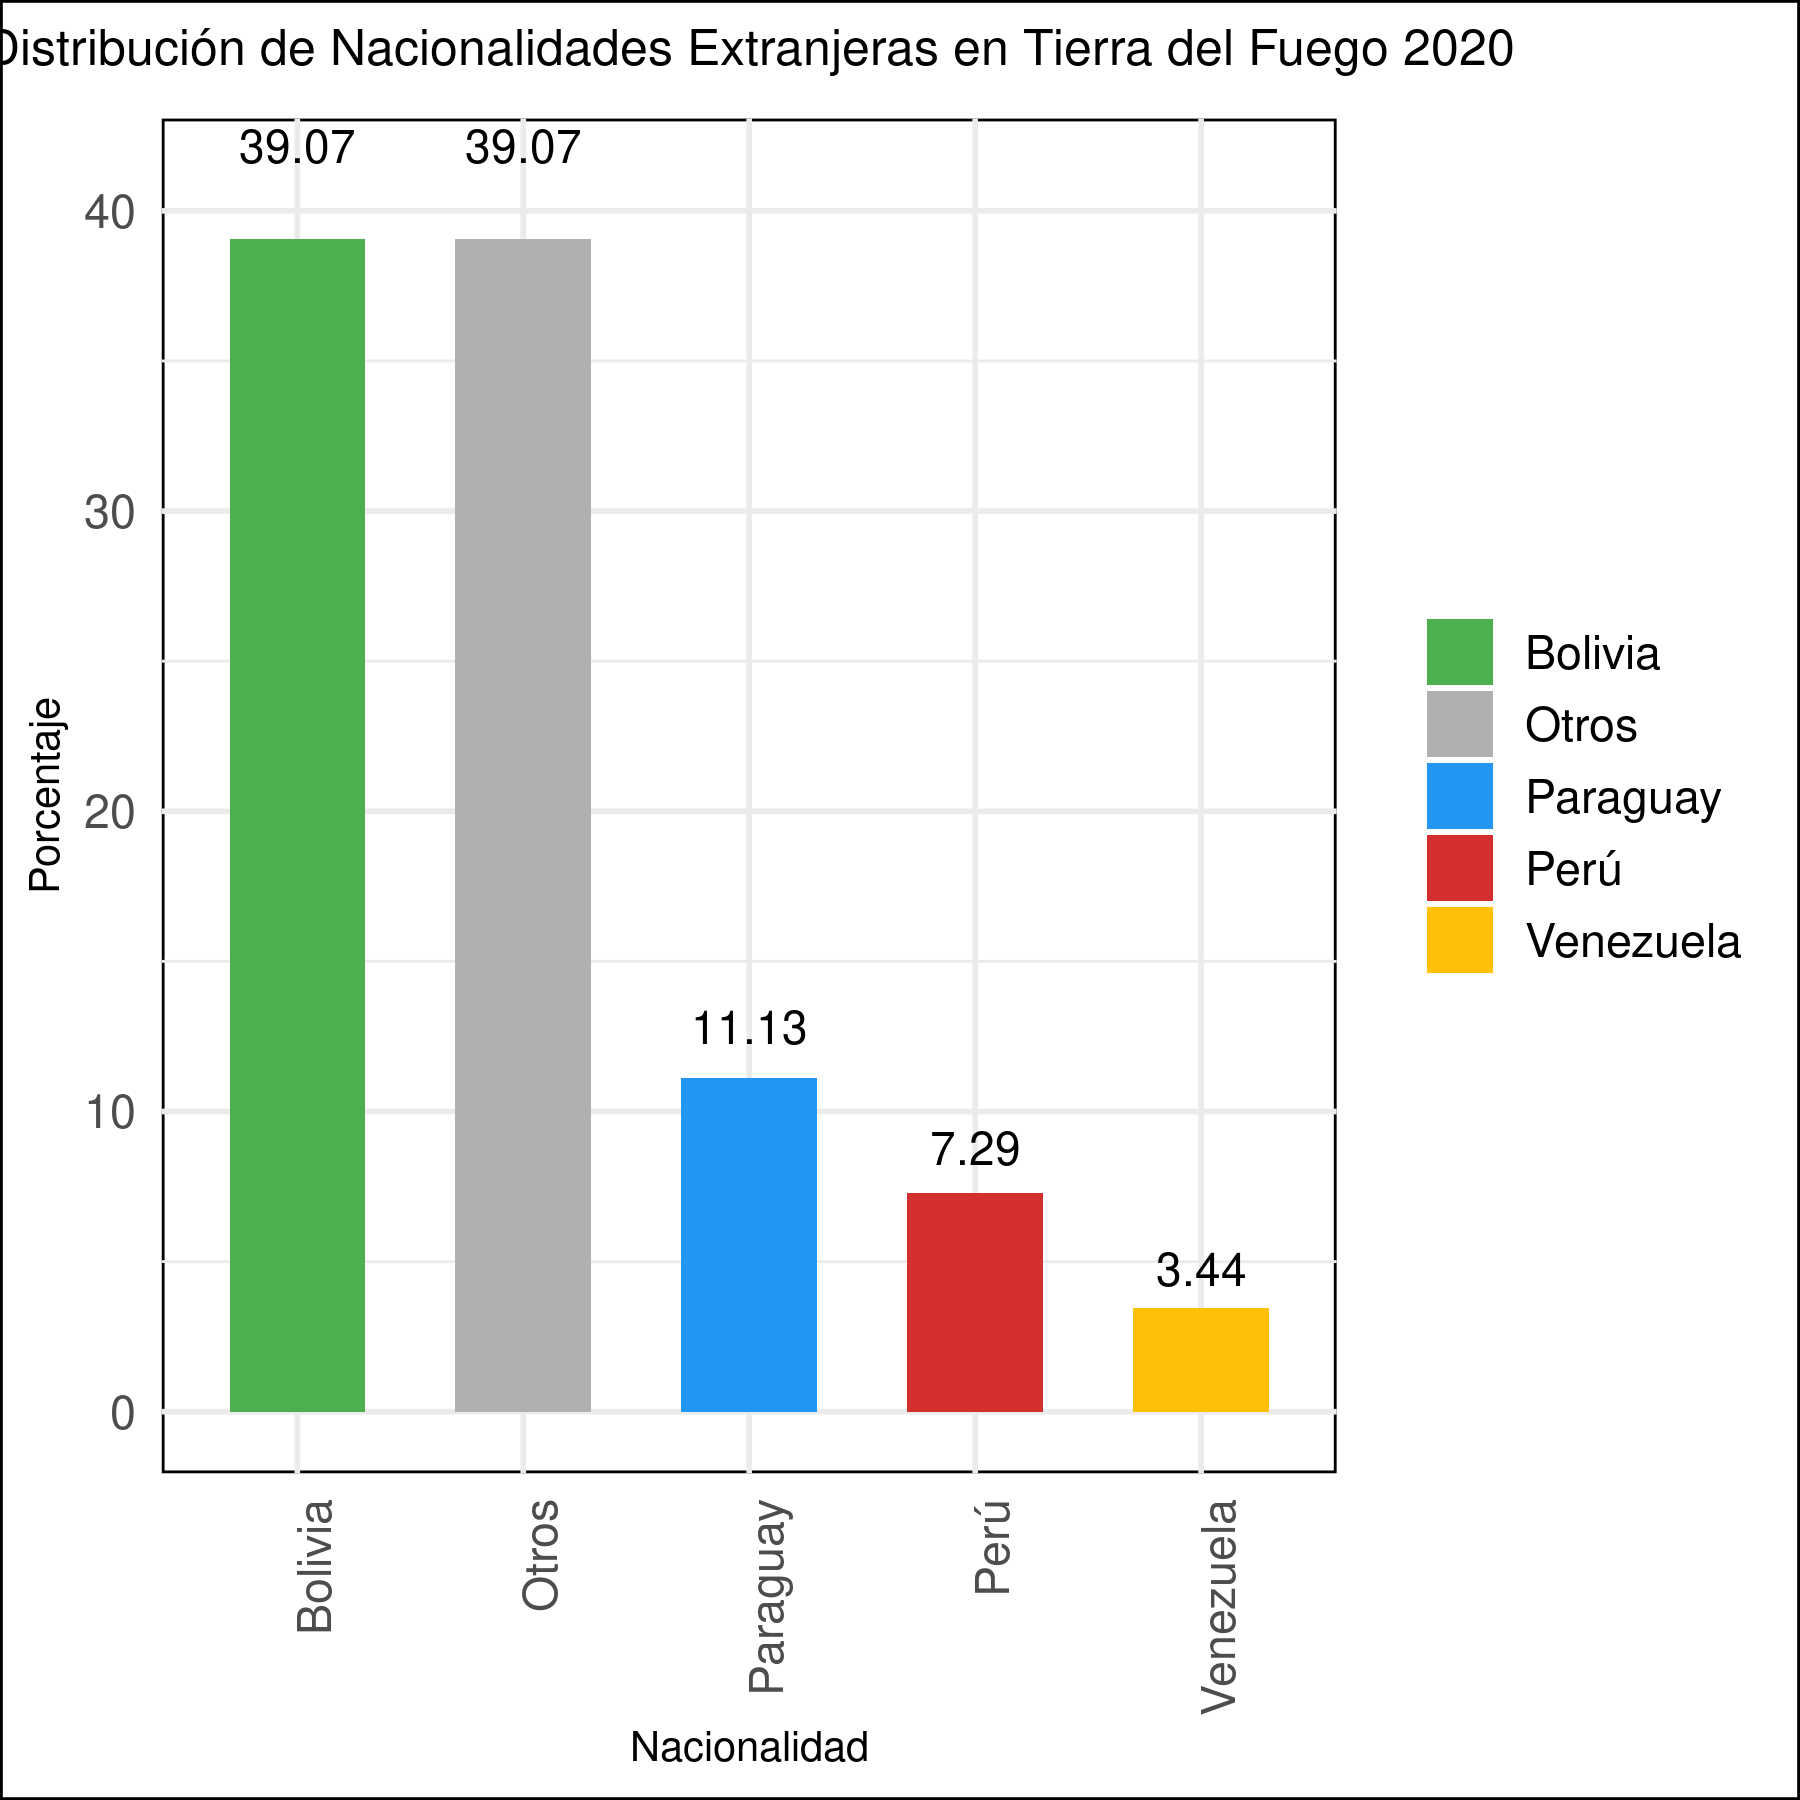 Distribución de Nacionalidades Extranjeras en Tierra del Fuego 2020
39.07
39.07
11.13
7.29
3.44
40
30
20
10
0
Porcentaje
Bolivia
Otros
Paraguay
Perú
Venezuela
Nacionalidad
Bolivia
Otros
Paraguay
Perú
Venezuela